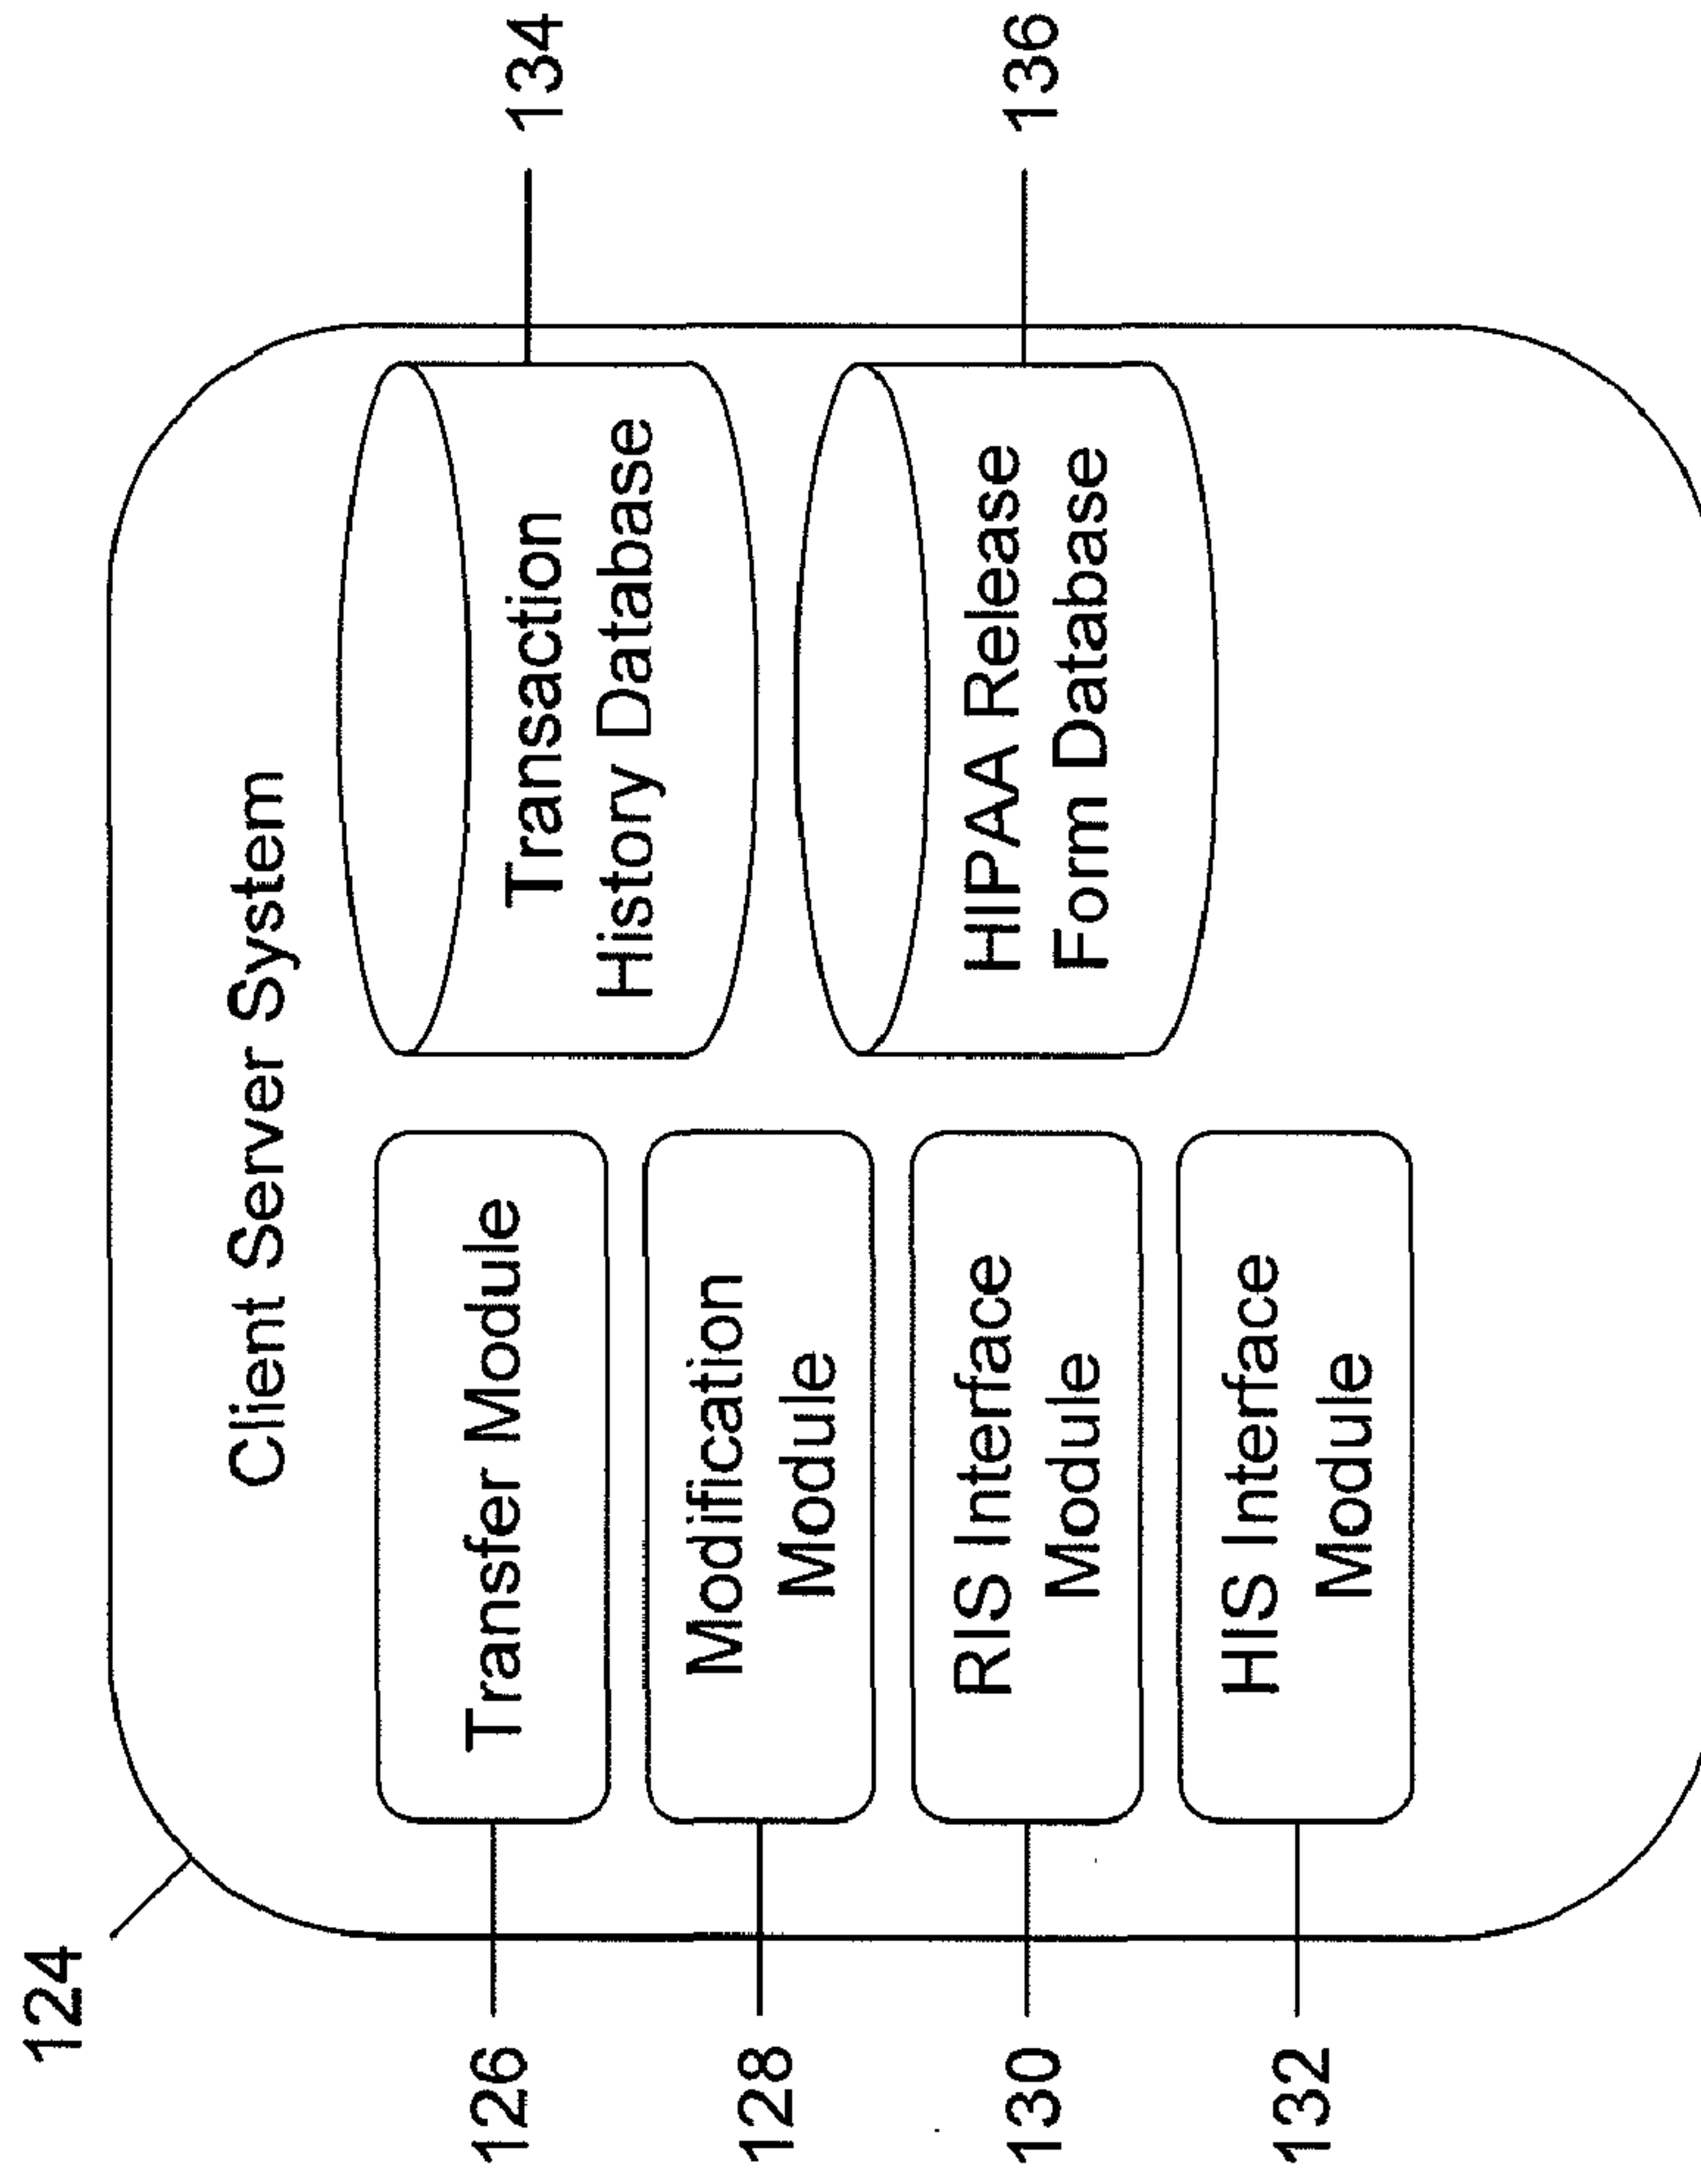 124
Client Server System
126
Transfer Module
128
Modification
Module
130
RIS Interface
Module
132
HIS Interface
Module
Transaction
History Database
134
HIPAA Release
Form Database
136